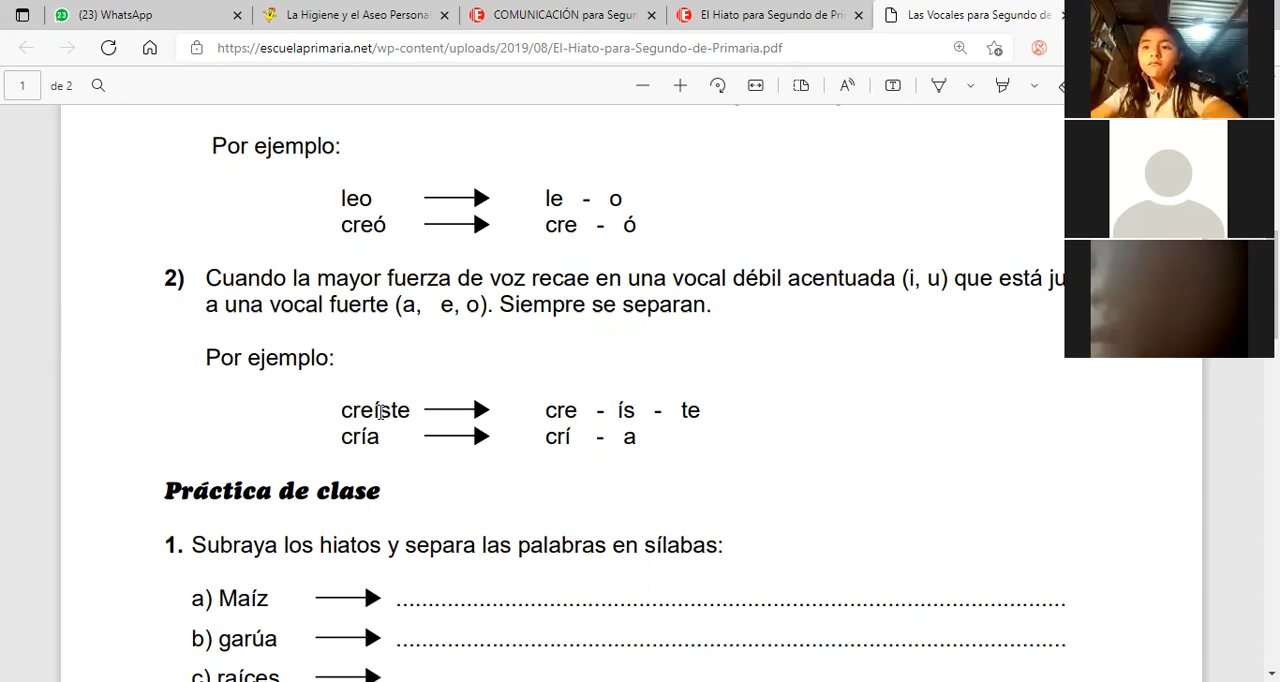 (23) WhatsApp
La Higiene y el Aseo Personal
COMUNICACIÓN para Segun
El Hiato para Segundo de Pri
Las Vocales para Segundo de
https://escuelaprimaria.net/wp-content/uploads/2019/08/El-Hiato-para-Segundo-de-Primaria.pdf
1 de 2
Por ejemplo:
leo le - o
creó cre - ó
2) Cuando la mayor fuerza de voz recae en una vocal débil acentuada (i, u) que está ju
a una vocal fuerte (a, e, o). Siempre se separan.
Por ejemplo:
creíste cre - ís - te
cría crí - a
Práctica de clase
1. Subraya los hiatos y separa las palabras en sílabas:
a) Maíz ..................................................................
b) garúa ..................................................................
c) raíces